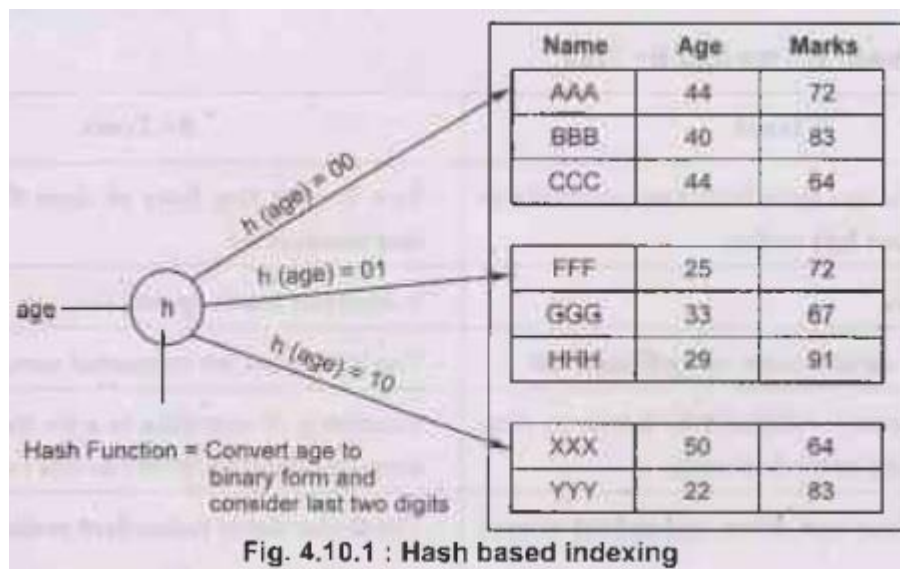 Name Age Marks
AAA 44 72
BBB 40 83
CCC 44 64
FFF 25 72
GGG 33 67
HHH 29 91
XXX 50 64
YYY 22 83
h (age) = 00
h (age) = 01
h (age) = 10
age
h
Hash Function = Convert age to
binary form and
consider last two digits
Fig. 4.10.1 : Hash based indexing